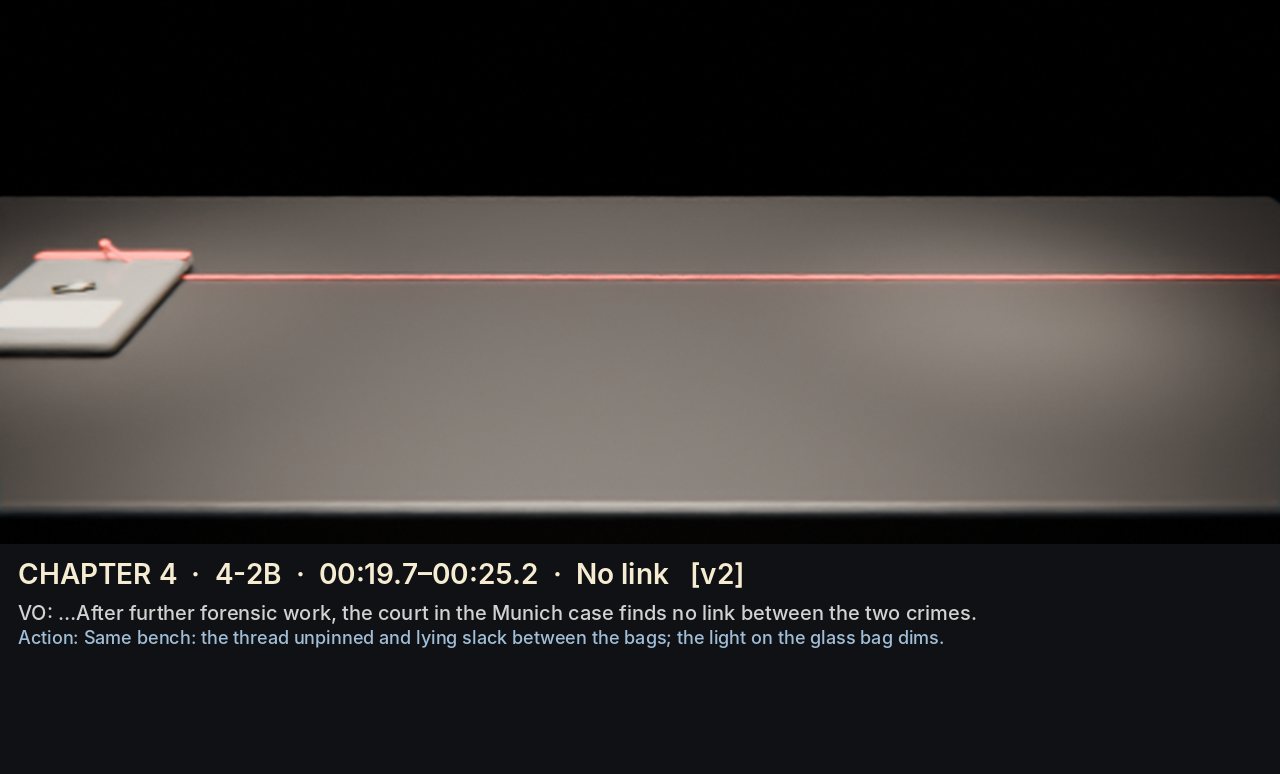 CHAPTER 4 · 4-2B · 00:19.7–00:25.2 · No link [v2]
VO: ...After further forensic work, the court in the Munich case finds no link between the two crimes.
Action: Same bench: the thread unpinned and lying slack between the bags; the light on the glass bag dims.